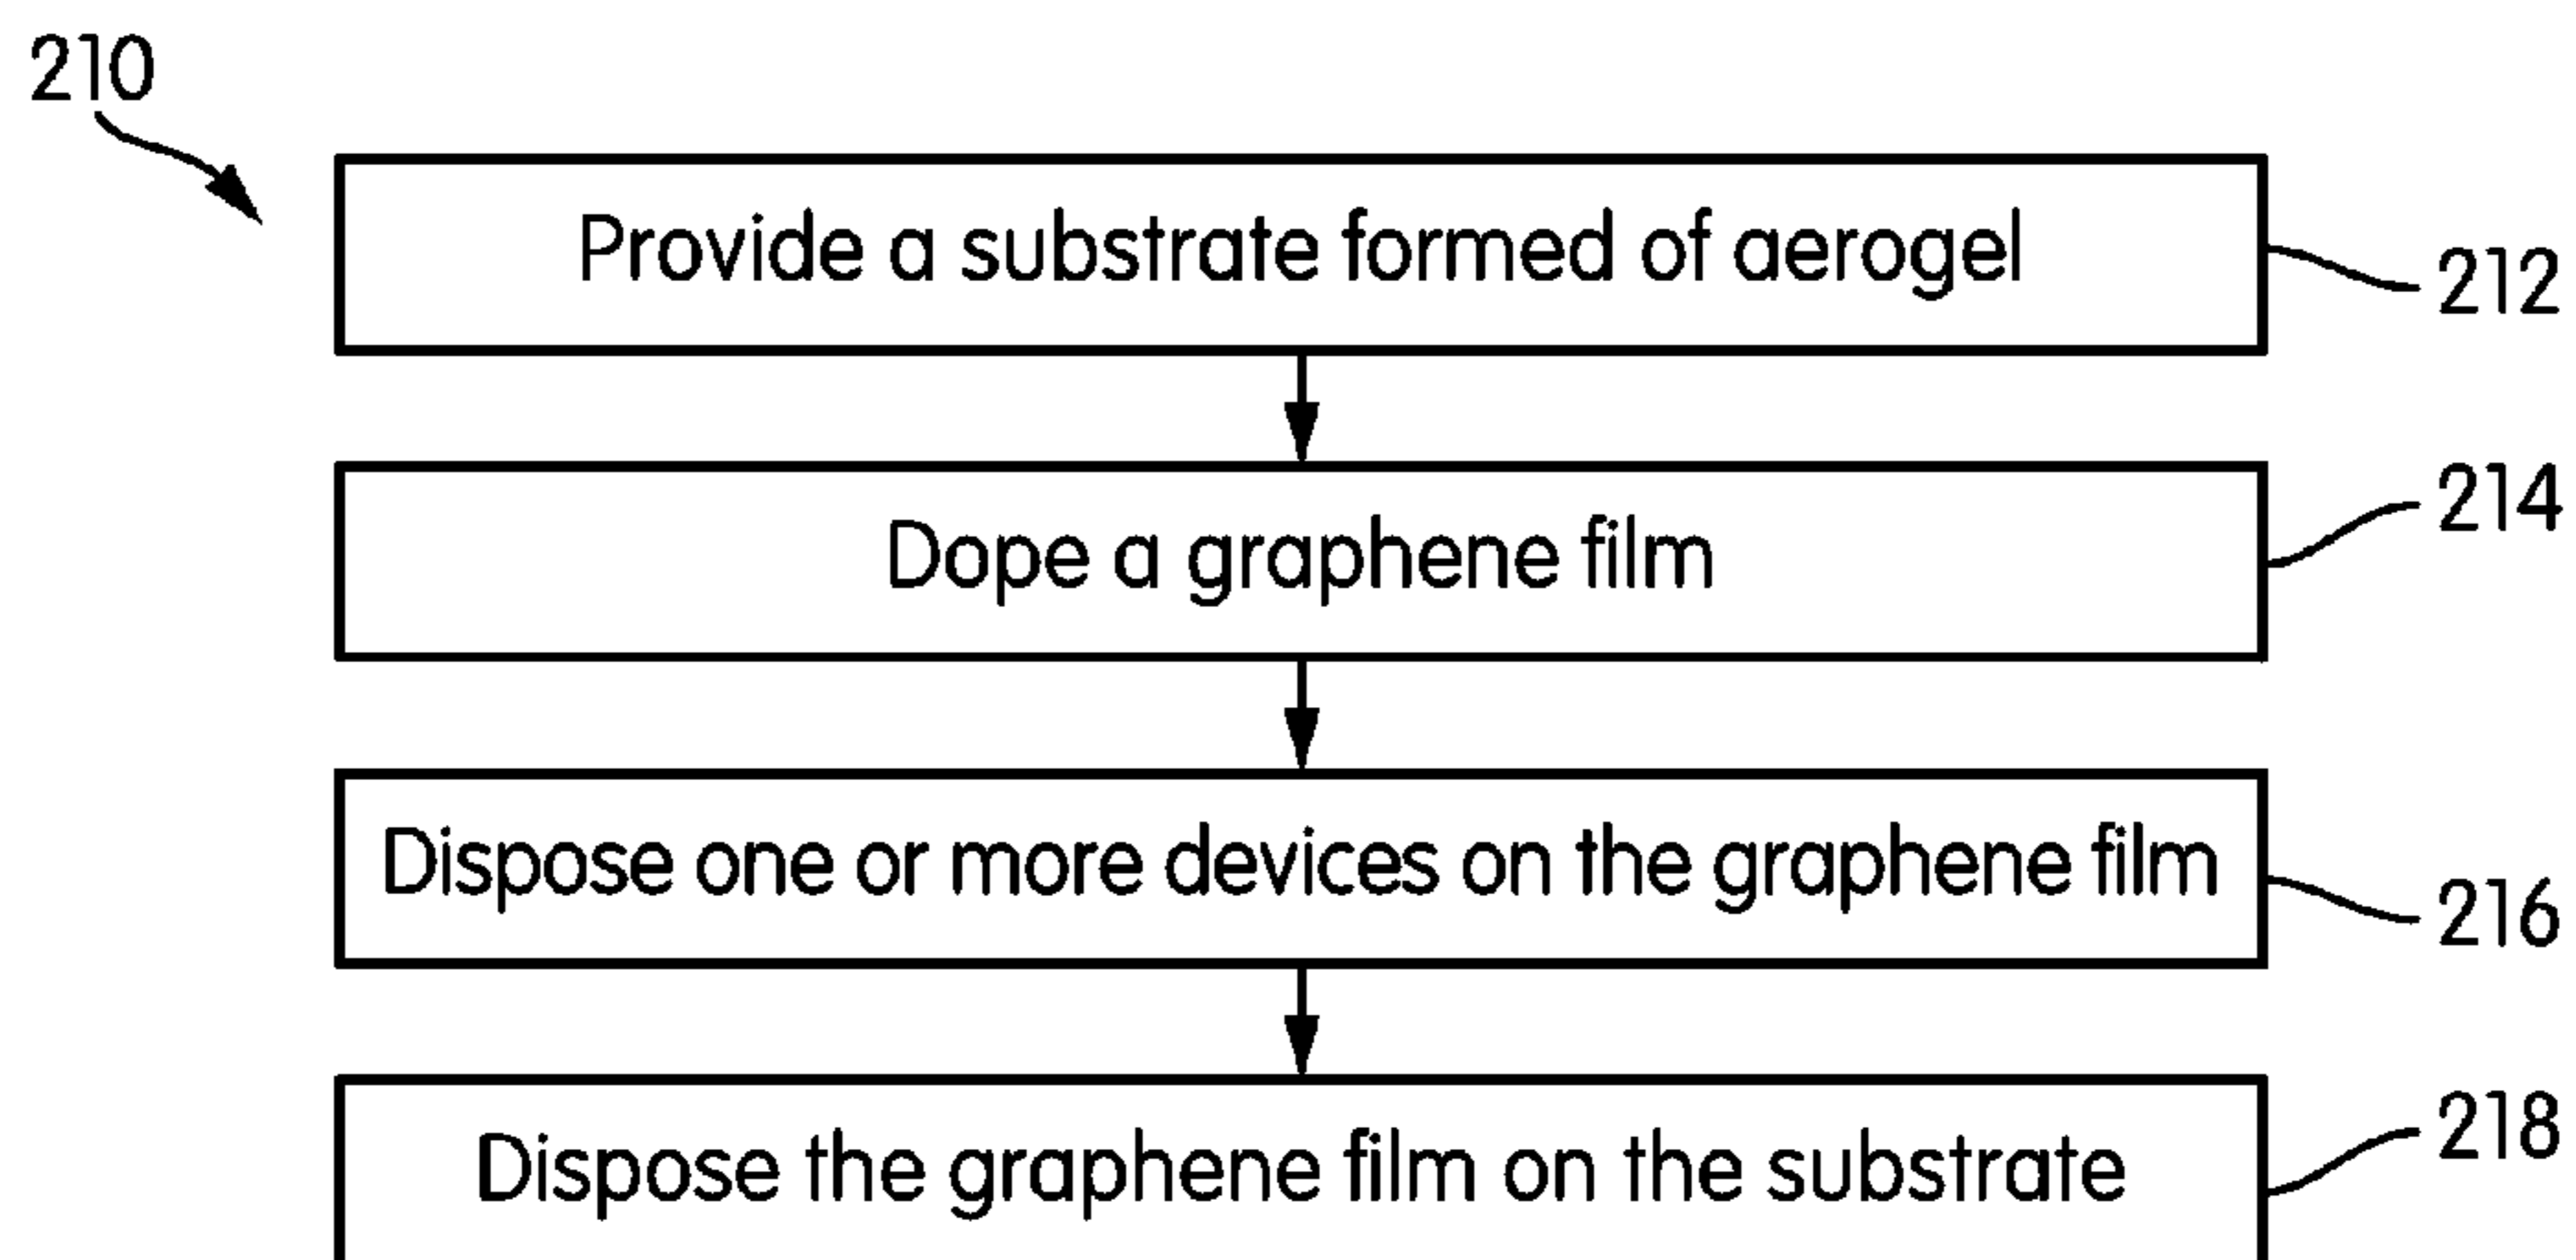 210
Provide a substrate formed of aerogel
212
Dope a graphene film
214
Dispose one or more devices on the graphene film
216
Dispose the graphene film on the substrate
218